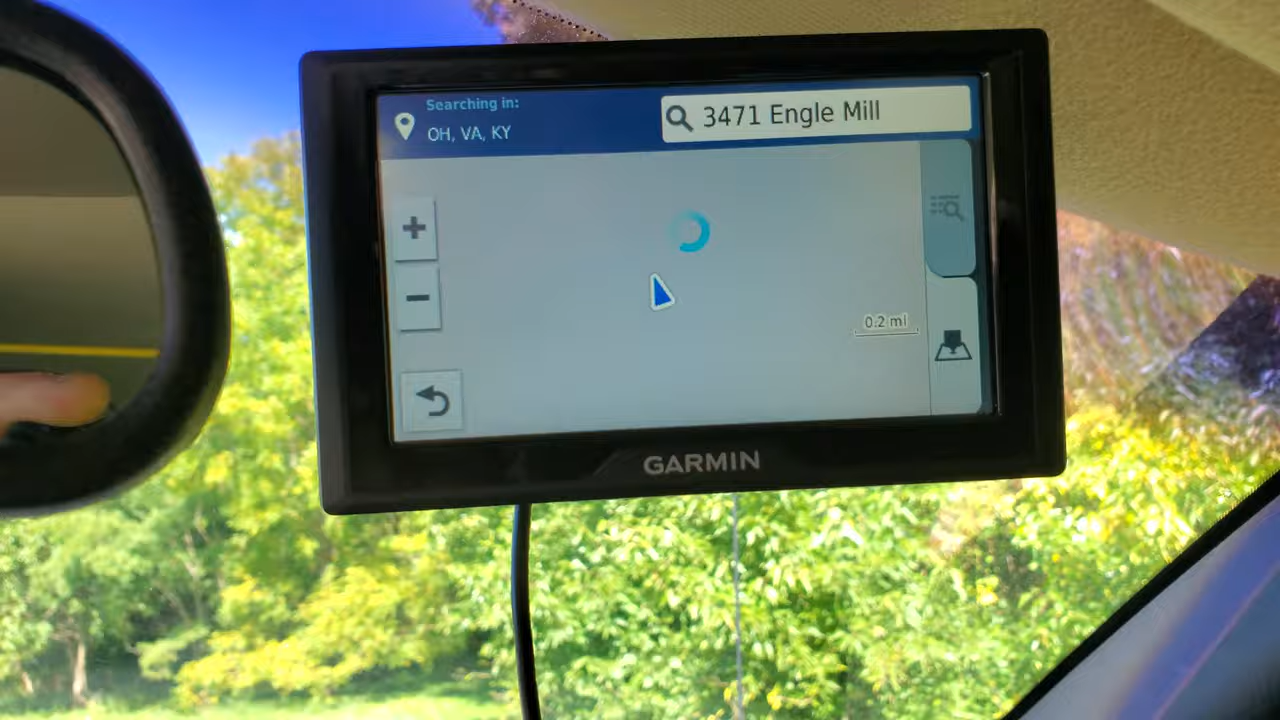 Searching in:
OH, VA, KY
3471 Engle Mill
0.2 mi
GARMIN